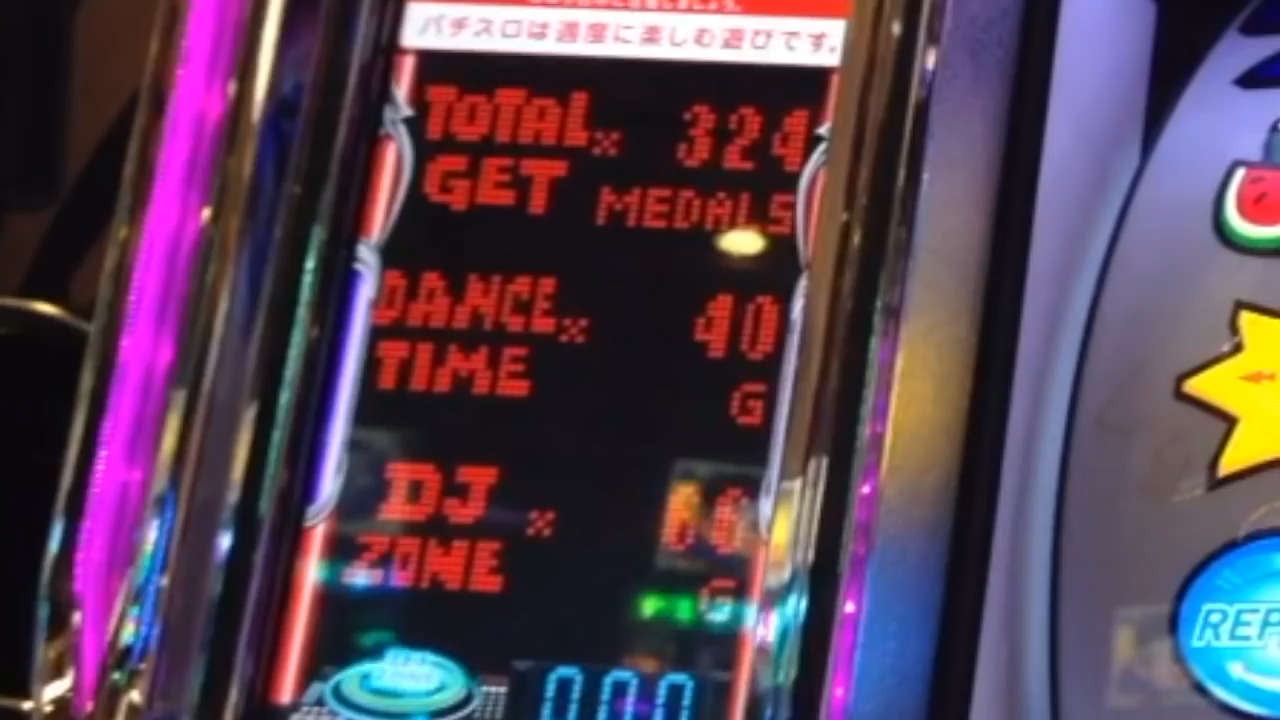 パチスロは適度に楽しむ遊びです。
TOTAL × 324
GET MEDALS
DANCE × 40
TIME G
DJ ×
ZONE G
000
REP